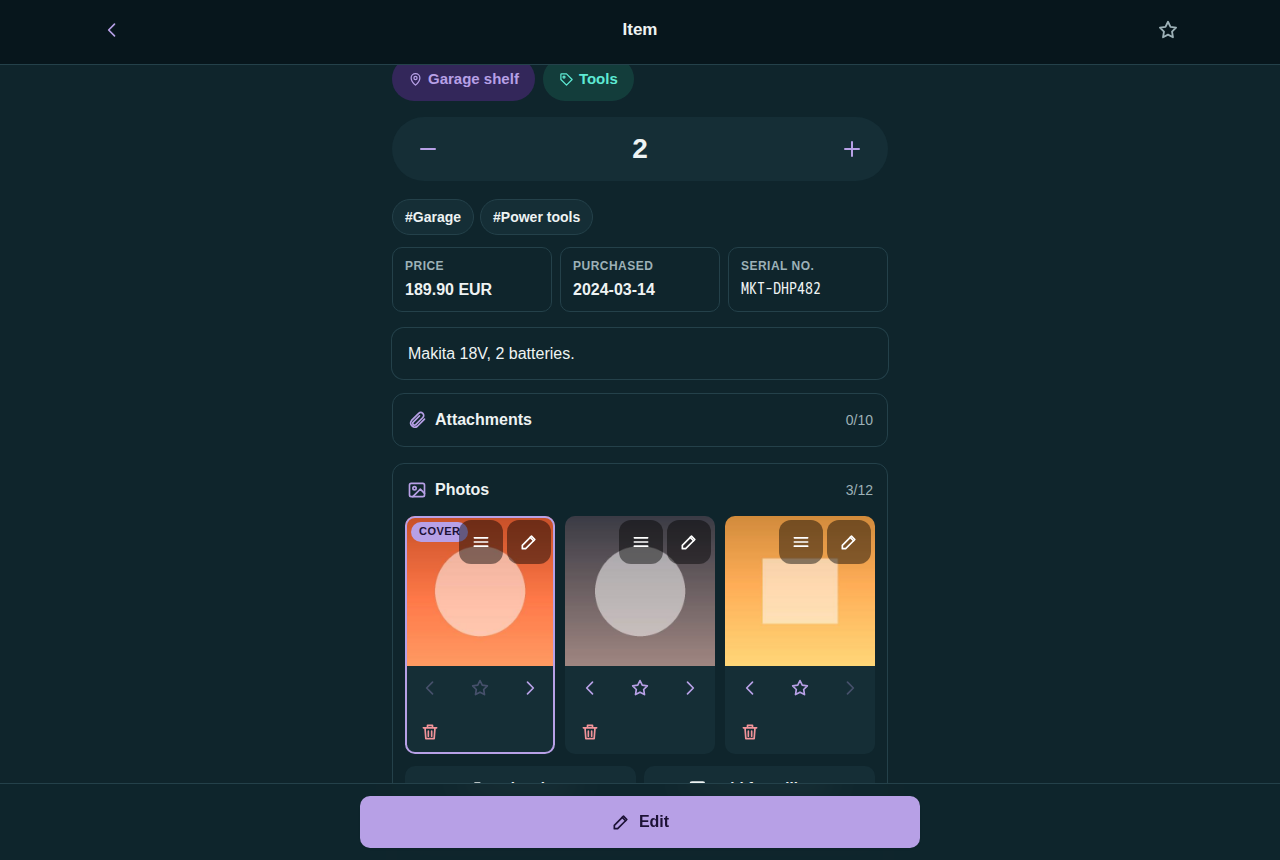 Item
Garage shelf
Tools
2
#Garage
#Power tools
PRICE
189.90 EUR
PURCHASED
2024-03-14
SERIAL NO.
MKT-DHP482
Makita 18V, 2 batteries.
Attachments
0/10
Photos
3/12
COVER
Edit